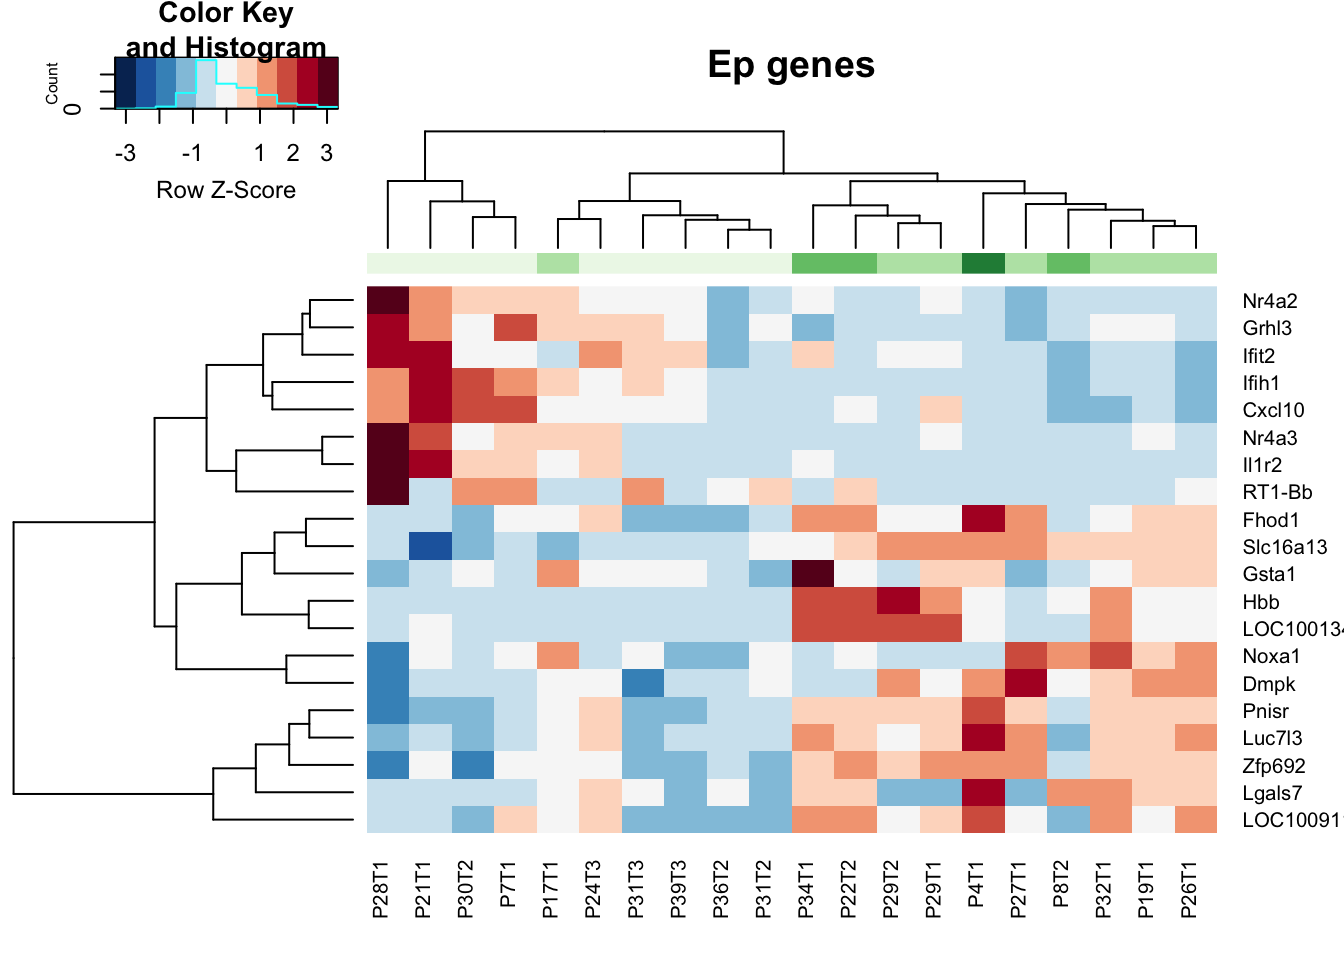 Color Key
and Histogram
Count
0
-3 -1 1 2 3
Row Z-Score
Ep genes
Nr4a2
Grhl3
Ifit2
Ifih1
Cxcl10
Nr4a3
Il1r2
RT1-Bb
Fhod1
Slc16a13
Gsta1
Hbb
LOC100134
Noxa1
Dmpk
Pnisr
Luc7l3
Zfp692
Lgals7
LOC10091
P28T1 P21T1 P30T2 P7T1 P17T1 P24T3 P31T3 P39T3 P36T2 P31T2 P34T1 P22T2 P29T2 P29T1 P4T1 P27T1 P8T2 P32T1 P19T1 P26T1